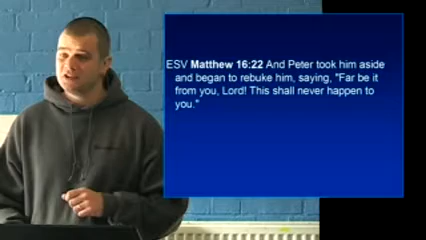 ESV Matthew 16:22 And Peter took him aside
and began to rebuke him, saying, "Far be it
from you, Lord! This shall never happen to
you."